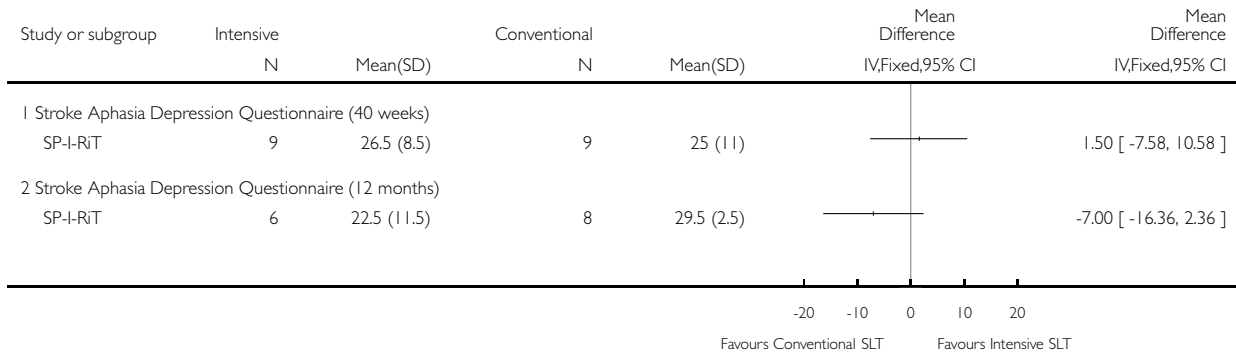 Study or subgroup Intensive Conventional Mean Difference Mean Difference
N Mean(SD) N Mean(SD) IV,Fixed,95% CI IV,Fixed,95% CI
1 Stroke Aphasia Depression Questionnaire (40 weeks)
SP-I-RiT 9 26.5 (8.5) 9 25 (11) 1.50 [ -7.58, 10.58 ]
2 Stroke Aphasia Depression Questionnaire (12 months)
SP-I-RiT 6 22.5 (11.5) 8 29.5 (2.5) -7.00 [ -16.36, 2.36 ]
-20 -10 0 10 20
Favours Conventional SLT Favours Intensive SLT